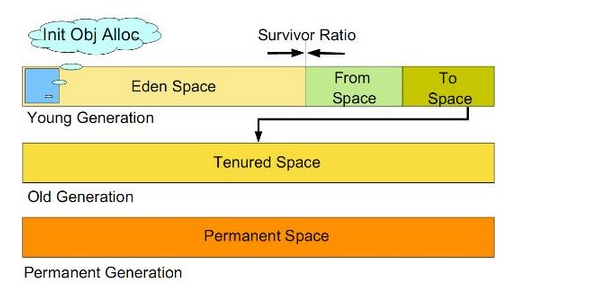 Init Obj Alloc
Survivor Ratio
Eden Space
From
Space
To
Space
Young Generation
Tenured Space
Old Generation
Permanent Space
Permanent Generation